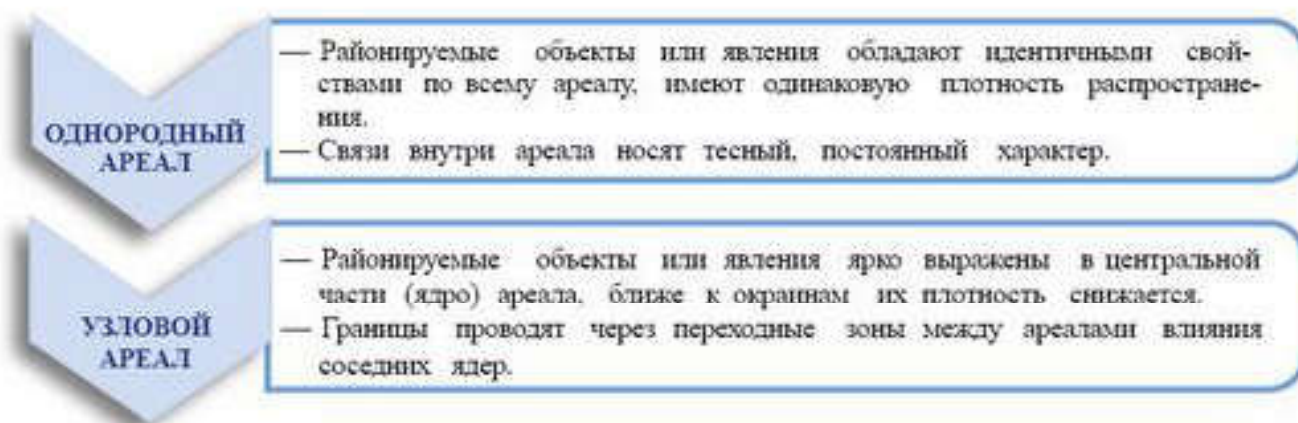 ОДНОРОДНЫЙ
АРЕАЛ
— Районируемые объекты или явления обладают идентичными свой-
ствами по всему ареалу, имеют одинаковую плотность распростране-
ния.
— Связи внутри ареала носят тесный, постоянный характер.
УЗЛОВОЙ
АРЕАЛ
— Районируемые объекты или явления ярко выражены в центральной
части (ядро) ареала, ближе к окраинам их плотность снижается.
— Границы проводят через переходные зоны между ареалами влияния
соседних ядер.